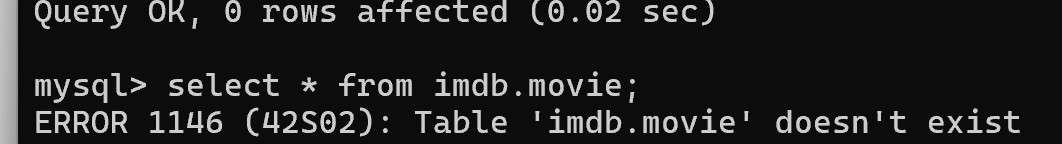 Query OK, 0 rows affected (0.02 sec)
mysql> select * from imdb.movie;
ERROR 1146 (42S02): Table 'imdb.movie' doesn't exist